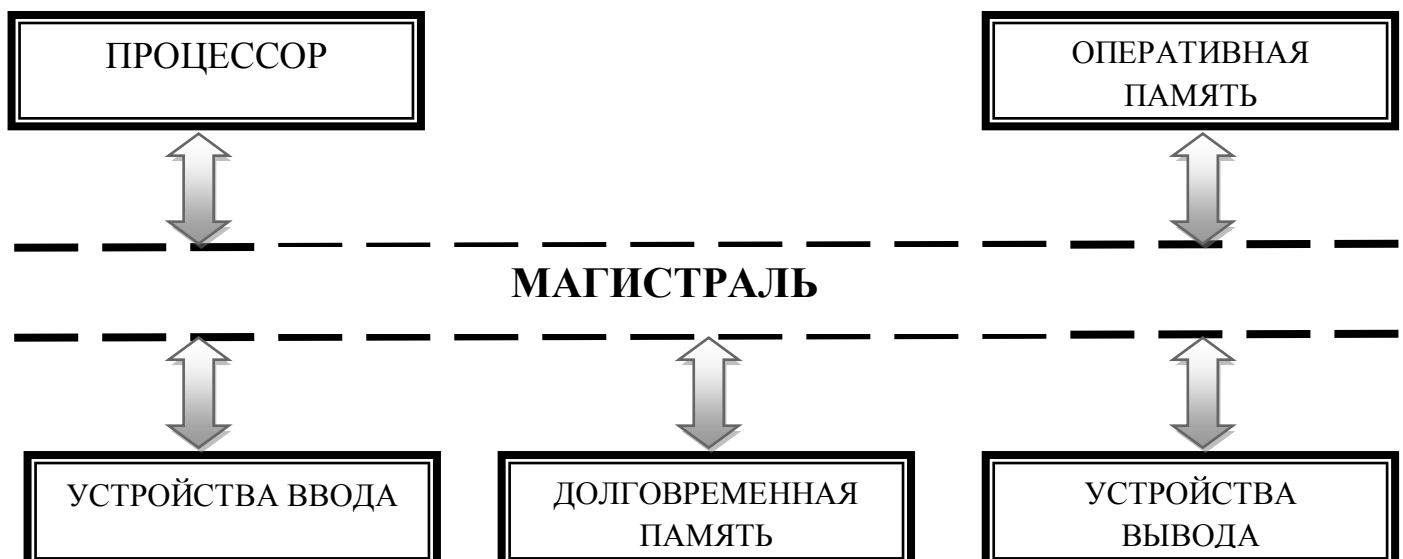 ПРОЦЕССОР
ОПЕРАТИВНАЯ
ПАМЯТЬ
МАГИСТРАЛЬ
УСТРОЙСТВА ВВОДА
ДОЛГОВРЕМЕННАЯ
ПАМЯТЬ
УСТРОЙСТВА
ВЫВОДА